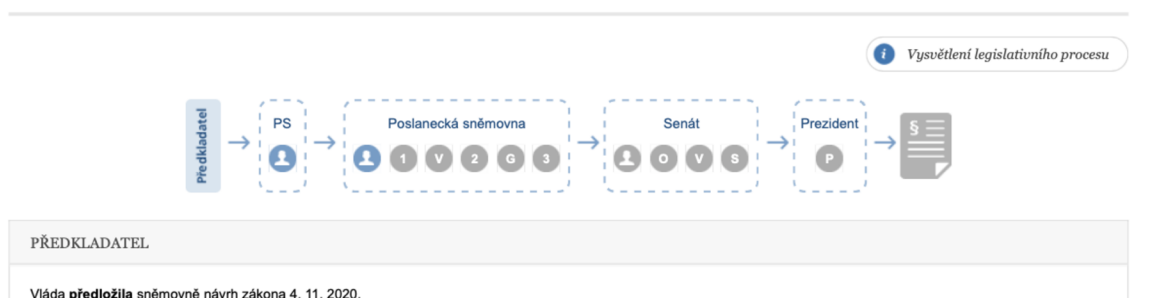 i Vysvětlení legislativního procesu
Předkladatel
PS
Poslanecká sněmovna
1 V 2 G 3
Senát
O V S
Prezident
P
§
PŘEDKLADATEL
Vláda předložila sněmovně návrh zákona 4. 11. 2020.